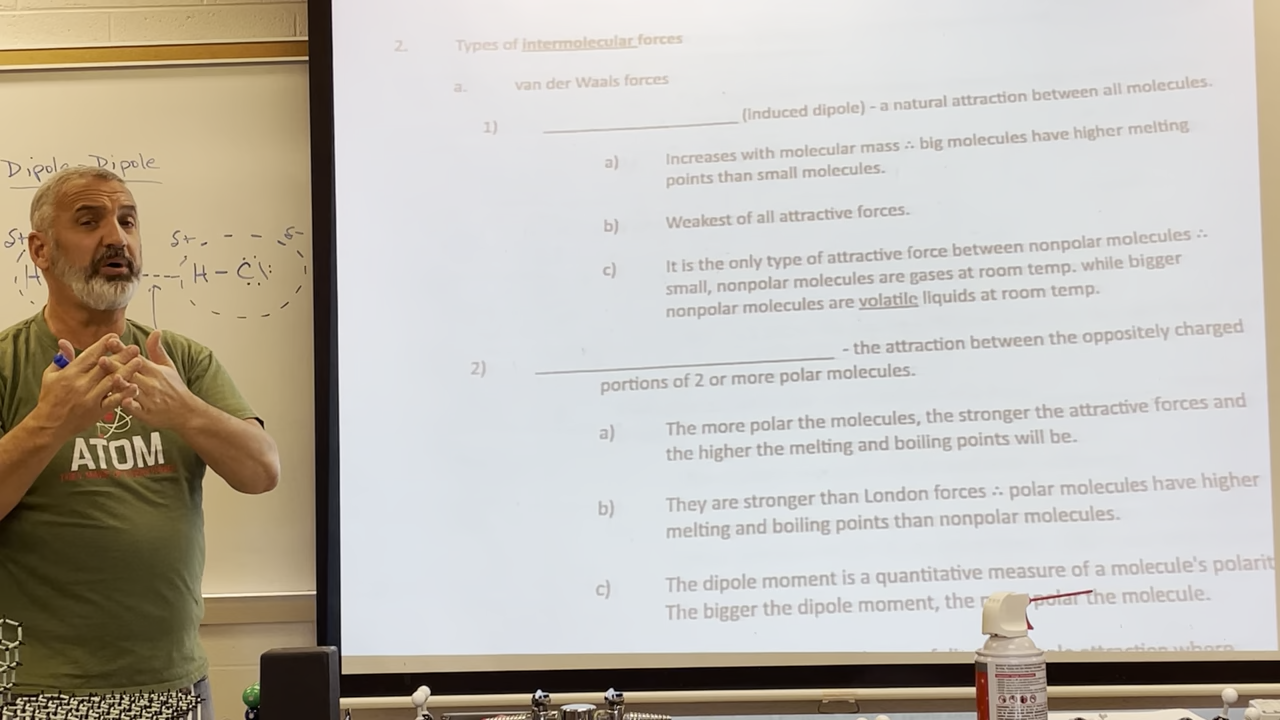 2. Types of intermolecular forces
a. van der Waals forces
1) ____________________ (induced dipole) – a natural attraction between all molecules.
a) Increases with molecular mass ∴ big molecules have higher melting
points than small molecules.
b) Weakest of all attractive forces.
c) It is the only type of attractive force between nonpolar molecules ∴
small, nonpolar molecules are gases at room temp. while bigger
nonpolar molecules are volatile liquids at room temp.
2) ______________________________ - the attraction between the oppositely charged
portions of 2 or more polar molecules.
a) The more polar the molecules, the stronger the attractive forces and
the higher the melting and boiling points will be.
b) They are stronger than London forces ∴ polar molecules have higher
melting and boiling points than nonpolar molecules.
c) The dipole moment is a quantitative measure of a molecule's polarit
The bigger the dipole moment, the polar the molecule.
attraction where
Dipole-Dipole
δ+ δ+ δ-
H H-Cl
ATOM